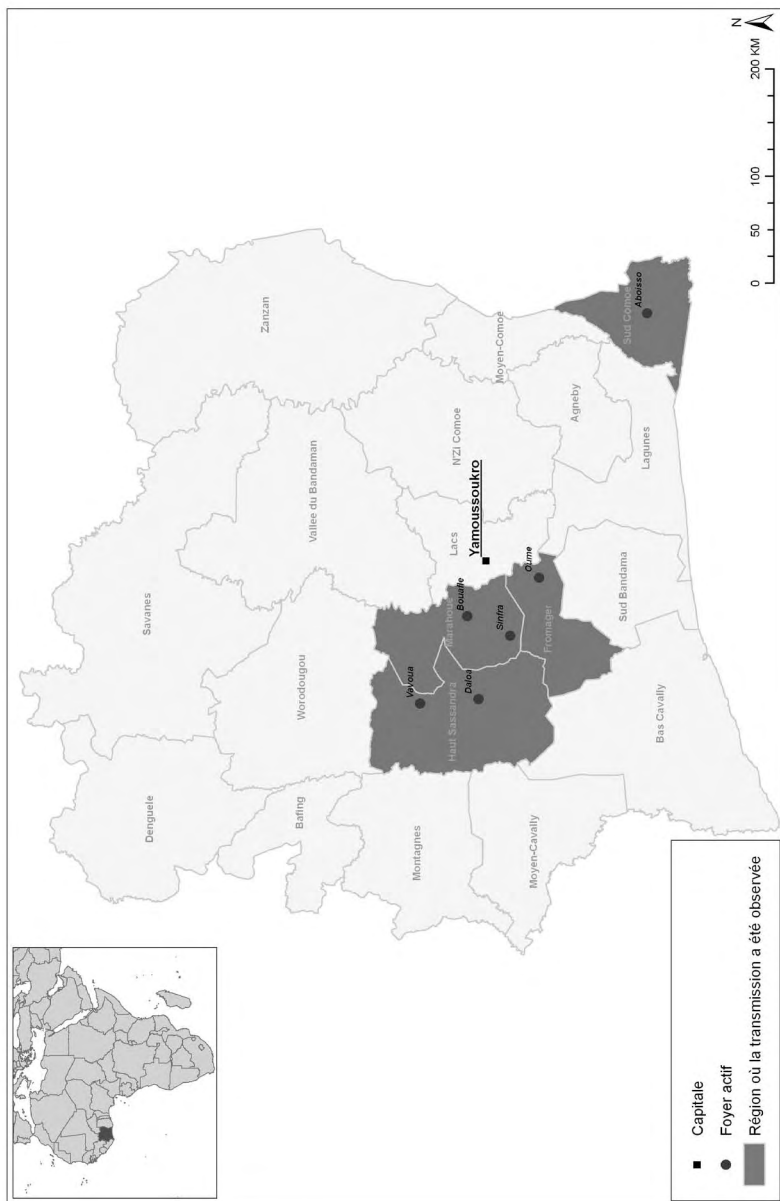 Denguele
Savanes
Bafing
Worodougou
Vallee du Bandaman
Zanzan
Montagnes
Vavoua
Haut Sassandra
Marahoue
Daloa
Bouafle
Sinfra
Lacs
Yamoussoukro
N'ZI Comoe
Moyen-Comoe
Moyen-Cavally
Fromager
Oume
Agneby
Bas Cavally
Sud Bandama
Lagunes
Sud Comoe
Aboisso
Capitale
Foyer actif
Région où la transmission a été observée
0 50 100 200 KM
N